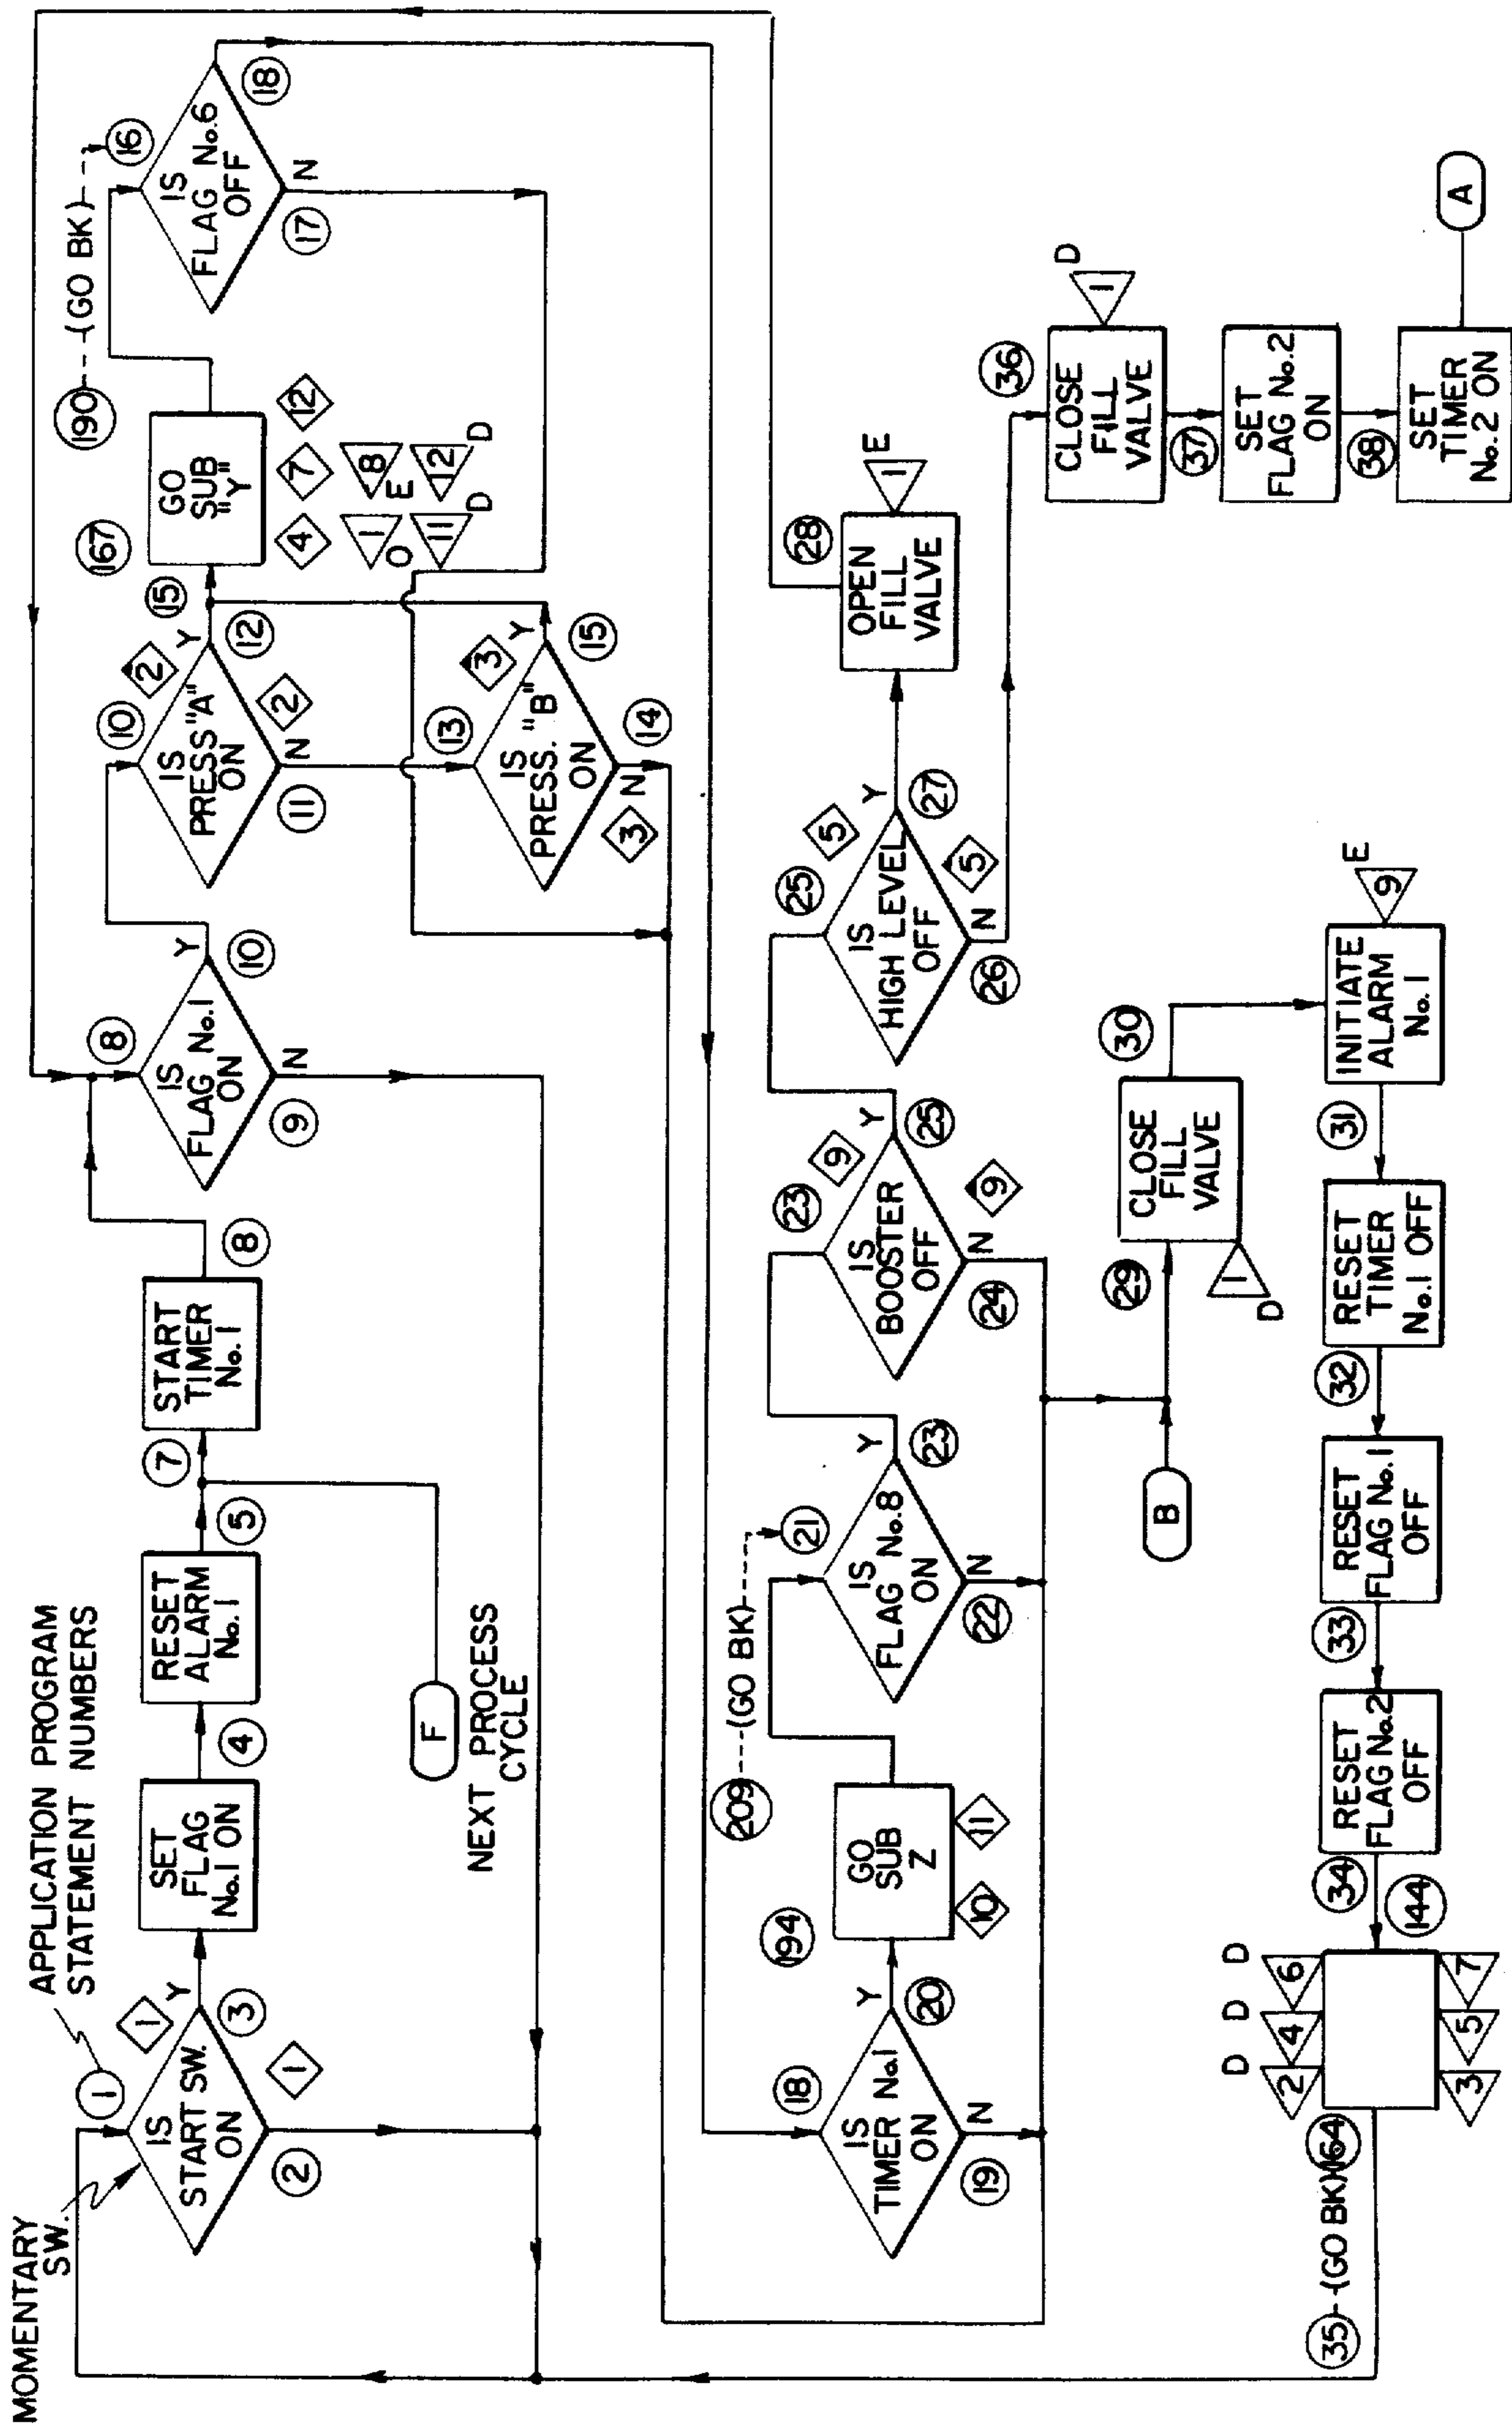 MOMENTARY
SW.
APPLICATION PROGRAM
STATEMENT NUMBERS
1
1
IS
START SW.
ON
Y
3
1
2
SET
FLAG
No.1 ON
4
RESET
ALARM
No.1
5
7
START
TIMER
No.1
8
F
NEXT PROCESS
CYCLE
8
IS
FLAG No.1
ON
Y
10
N
9
10
2
IS
PRESS "A"
ON
Y
12
2
N
11
15
13
3
IS
PRESS. "B"
ON
Y
15
N
14
3
167
GO
SUB
"Y"
4
7
12
1
O
8
E
11
D
12
D
190
(GO BK)
16
IS
FLAG No.6
OFF
18
N
17
18
IS
TIMER No.1
ON
Y
20
N
19
194
GO
SUB
Z
10
11
209
(GO BK)
21
IS
FLAG No.8
ON
Y
23
N
22
23
9
IS
BOOSTER
OFF
Y
25
9
N
24
25
5
IS
HIGH LEVEL
OFF
Y
27
5
N
26
OPEN
FILL
VALVE
28
1
E
B
29
CLOSE
FILL
VALVE
1
D
30
36
CLOSE
FILL
VALVE
1
D
37
SET
FLAG No.2
ON
38
SET
TIMER
No.2 ON
A
INITIATE
ALARM
No. 1
9
E
31
RESET
TIMER
No.1 OFF
32
RESET
FLAG No.1
OFF
33
RESET
FLAG No.2
OFF
34
144
D
D
D
2
4
6
3
5
7
35
(GO BK)
164